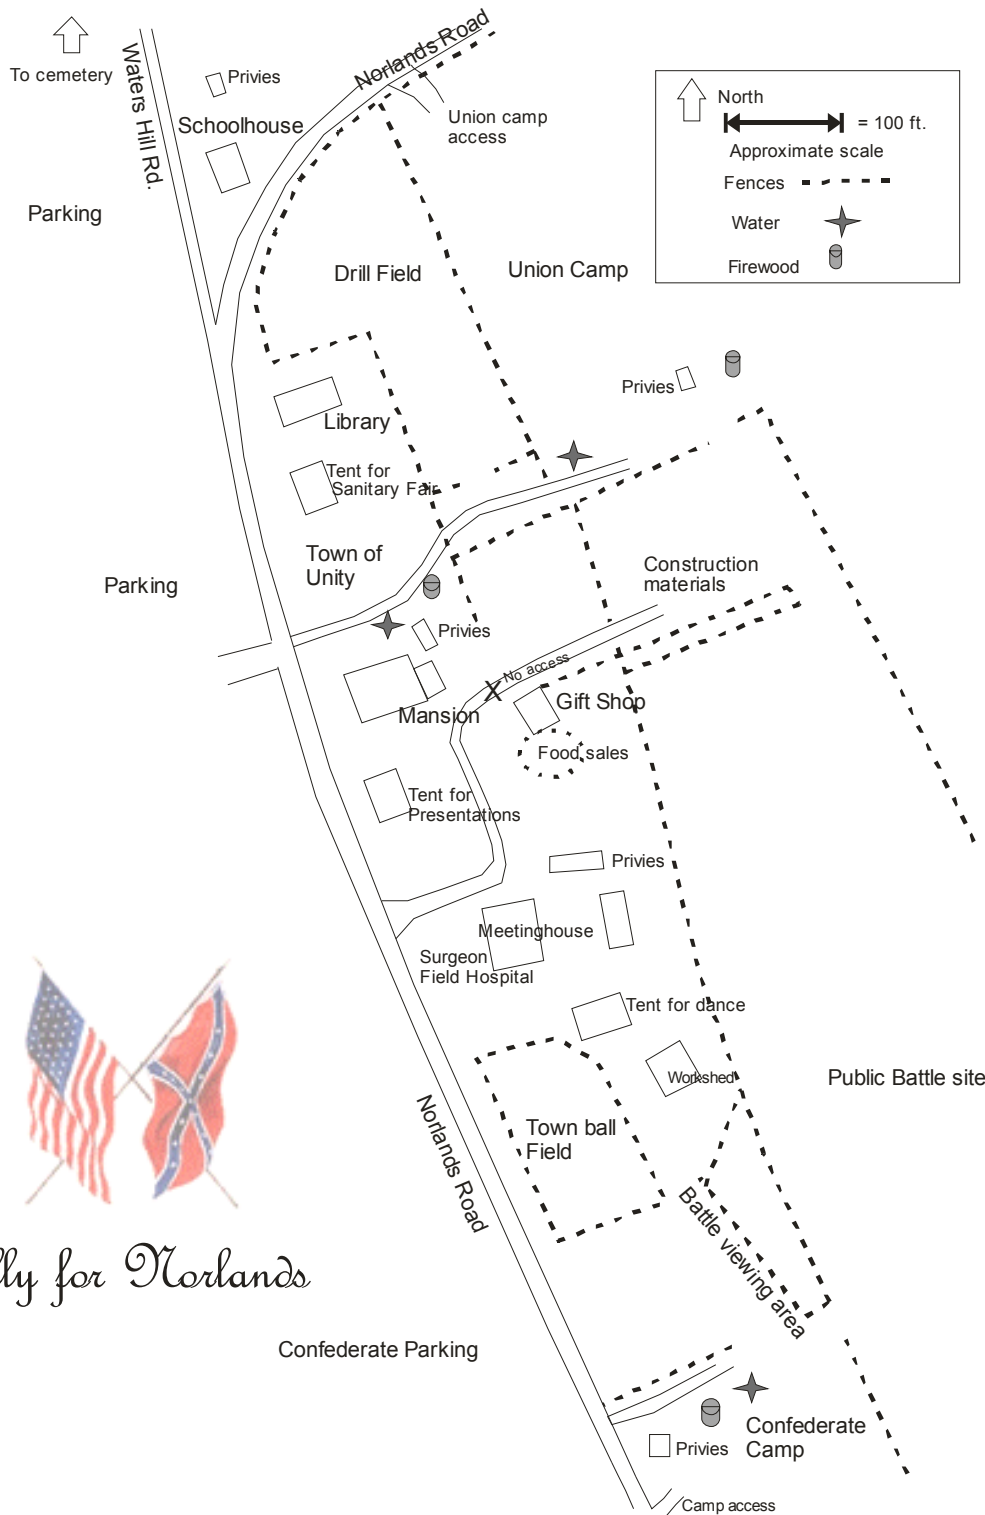 To cemetery
Waters Hill Rd.
Privies
Schoolhouse
Norlands Road
Union camp
access
North
= 100 ft.
Approximate scale
Fences
Water
Firewood
Parking
Drill Field
Union Camp
Privies
Library
Tent for
Sanitary Fair
Town of
Unity
Construction
materials
Parking
Privies
No access
X
Gift Shop
Mansion
Food sales
Tent for
Presentations
Privies
Meetinghouse
Surgeon
Field Hospital
Tent for dance
Workshed
Public Battle site
Norlands Road
Town ball
Field
Battle viewing area
lly for Norlands
Confederate Parking
Confederate
Camp
Privies
Camp access